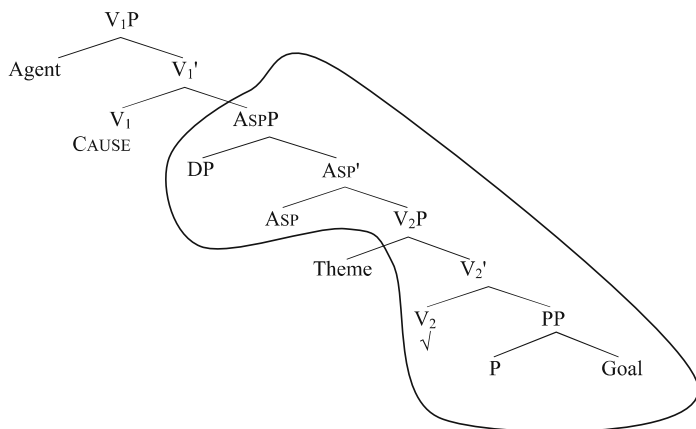 V₁P
Agent V₁'
V₁ ASPP
CAUSE
DP ASP'
ASP V₂P
Theme V₂'
V₂ PP
√
P Goal